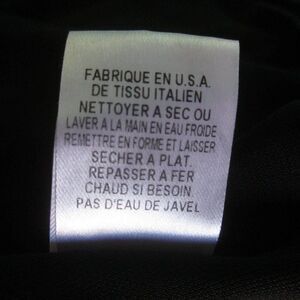 FABRIQUE EN U.S.A.
DE TISSU ITALIEN
NETTOYER A SEC OU
LAVER A LA MAIN EN EAU FROIDE
REMETTRE EN FORME ET LAISSER
SECHER A PLAT.
REPASSER A FER
CHAUD SI BESOIN.
PAS D'EAU DE JAVEL